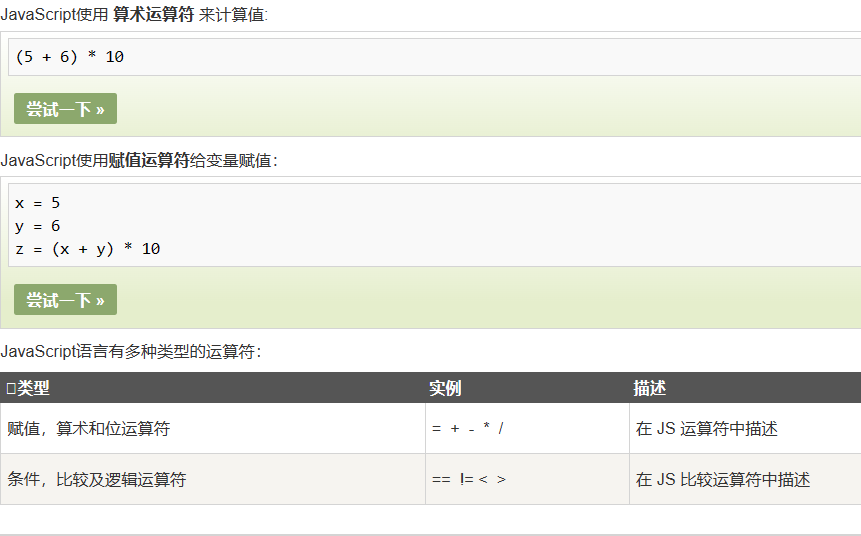 JavaScript使用 算术运算符 来计算值:
(5 + 6) * 10
尝试一下 »
JavaScript使用赋值运算符给变量赋值：
x = 5
y = 6
z = (x + y) * 10
尝试一下 »
JavaScript语言有多种类型的运算符：
类型 实例 描述
赋值，算术和位运算符 = + - * / 在 JS 运算符中描述
条件，比较及逻辑运算符 == != < > 在 JS 比较运算符中描述